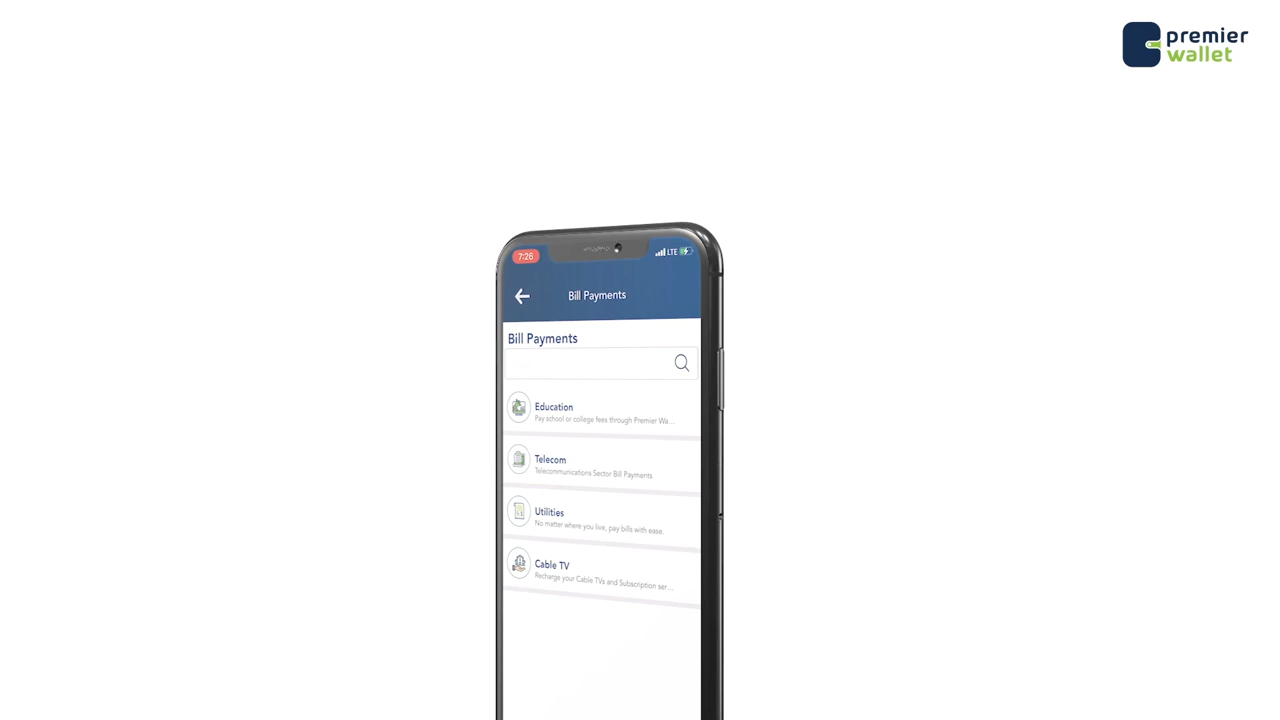 premier
wallet
7:26
LTE
Bill Payments
Bill Payments
Education
Pay school or college fees through Premier Wa...
Telecom
Telecommunications Sector Bill Payments
Utilities
No matter where you live, pay bills with ease.
Cable TV
Recharge your Cable TVs and Subscription ser...